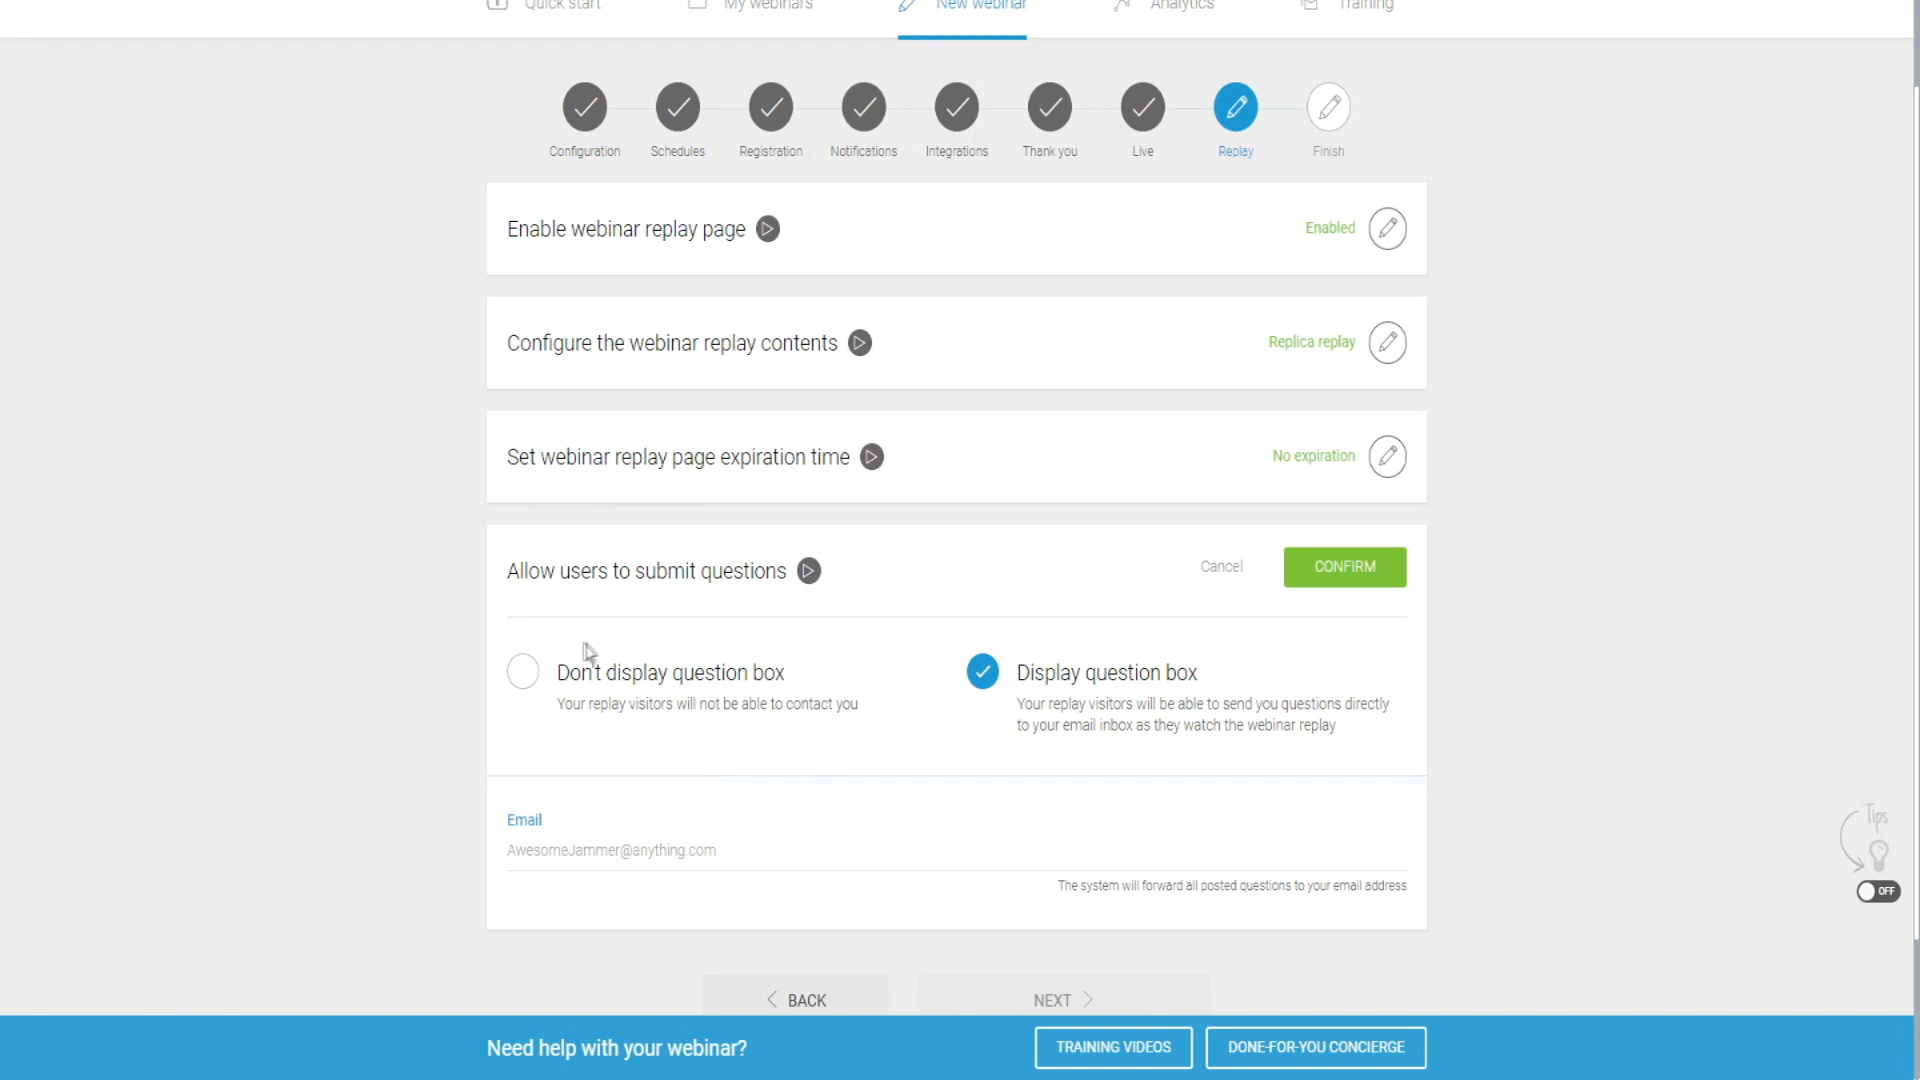 Quick start
My webinars
New webinar
Analytics
Training
Configuration
Schedules
Registration
Notifications
Integrations
Thank you
Live
Replay
Finish
Enable webinar replay page
Enabled
Configure the webinar replay contents
Replica replay
Set webinar replay page expiration time
No expiration
Allow users to submit questions
Cancel
CONFIRM
Don't display question box
Your replay visitors will not be able to contact you
Display question box
Your replay visitors will be able to send you questions directly
to your email inbox as they watch the webinar replay
Email
AwesomeJammer@anything.com
The system will forward all posted questions to your email address
Tips
OFF
BACK
NEXT
Need help with your webinar?
TRAINING VIDEOS
DONE-FOR-YOU CONCIERGE